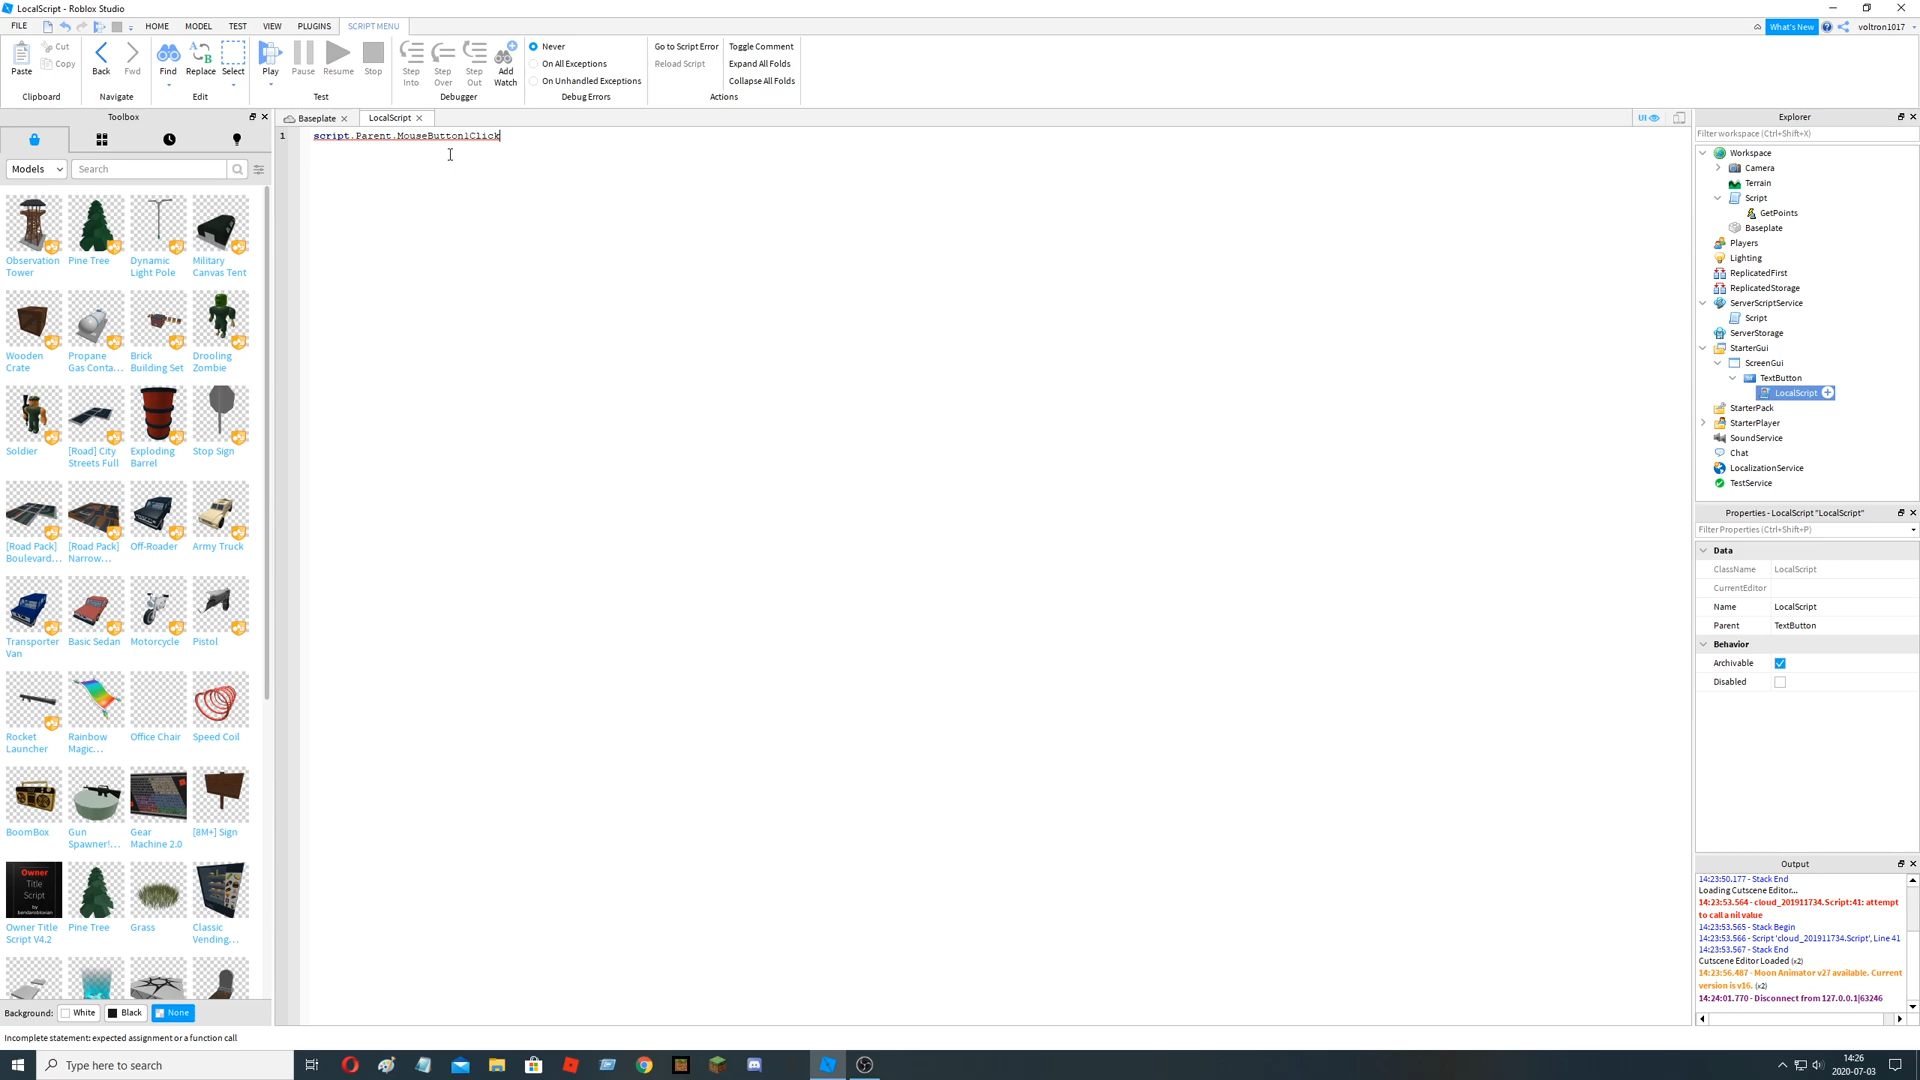 LocalScript - Roblox Studio
FILE HOME MODEL TEST VIEW PLUGINS SCRIPT MENU What's New voltron1017
Paste Cut Copy Back Fwd Find Replace Select Play Pause Resume Stop Step Into Step Over Step Out Add Watch
Never
On All Exceptions
On Unhandled Exceptions
Go to Script Error
Reload Script
Toggle Comment
Expand All Folds
Collapse All Folds
Clipboard Navigate Edit Test Debugger Debug Errors Actions
Toolbox
Models Search
Observation Tower
Pine Tree
Dynamic Light Pole
Military Canvas Tent
Wooden Crate
Propane Gas Conta...
Brick Building Set
Drooling Zombie
Soldier
[Road] City Streets Full
Exploding Barrel
Stop Sign
[Road Pack] Boulevard...
[Road Pack] Narrow...
Off-Roader
Army Truck
Transporter Van
Basic Sedan
Motorcycle
Pistol
Rocket Launcher
Rainbow Magic...
Office Chair
Speed Coil
BoomBox
Gun Spawner!...
Gear Machine 2.0
[8M+] Sign
Owner
Title
Script
by
Owner Title Script V4.2
Pine Tree
Grass
Classic Vending...
Background: White Black None
Baseplate LocalScript UI
1 script.Parent.MouseButton1Click
Explorer
Filter workspace (Ctrl+Shift+X)
Workspace
Camera
Terrain
Script
GetPoints
Baseplate
Players
Lighting
ReplicatedFirst
ReplicatedStorage
ServerScriptService
Script
ServerStorage
StarterGui
ScreenGui
TextButton
LocalScript
StarterPack
StarterPlayer
SoundService
Chat
LocalizationService
TestService
Properties - LocalScript "LocalScript"
Filter Properties (Ctrl+Shift+P)
Data
ClassName LocalScript
CurrentEditor
Name LocalScript
Parent TextButton
Behavior
Archivable
Disabled
Output
14:23:50.177 - Stack End
Loading Cutscene Editor...
14:23:53.564 - cloud_201911734.Script:41: attempt
to call a nil value
14:23:53.565 - Stack Begin
14:23:53.566 - Script 'cloud_201911734.Script', Line 41
14:23:53.567 - Stack End
Cutscene Editor Loaded (x2)
14:23:56.487 - Moon Animator v27 available. Current
version is v16. (x2)
14:24:01.770 - Disconnect from 127.0.0.1|63246
Incomplete statement: expected assignment or a function call
Type here to search
14:26
2020-07-03